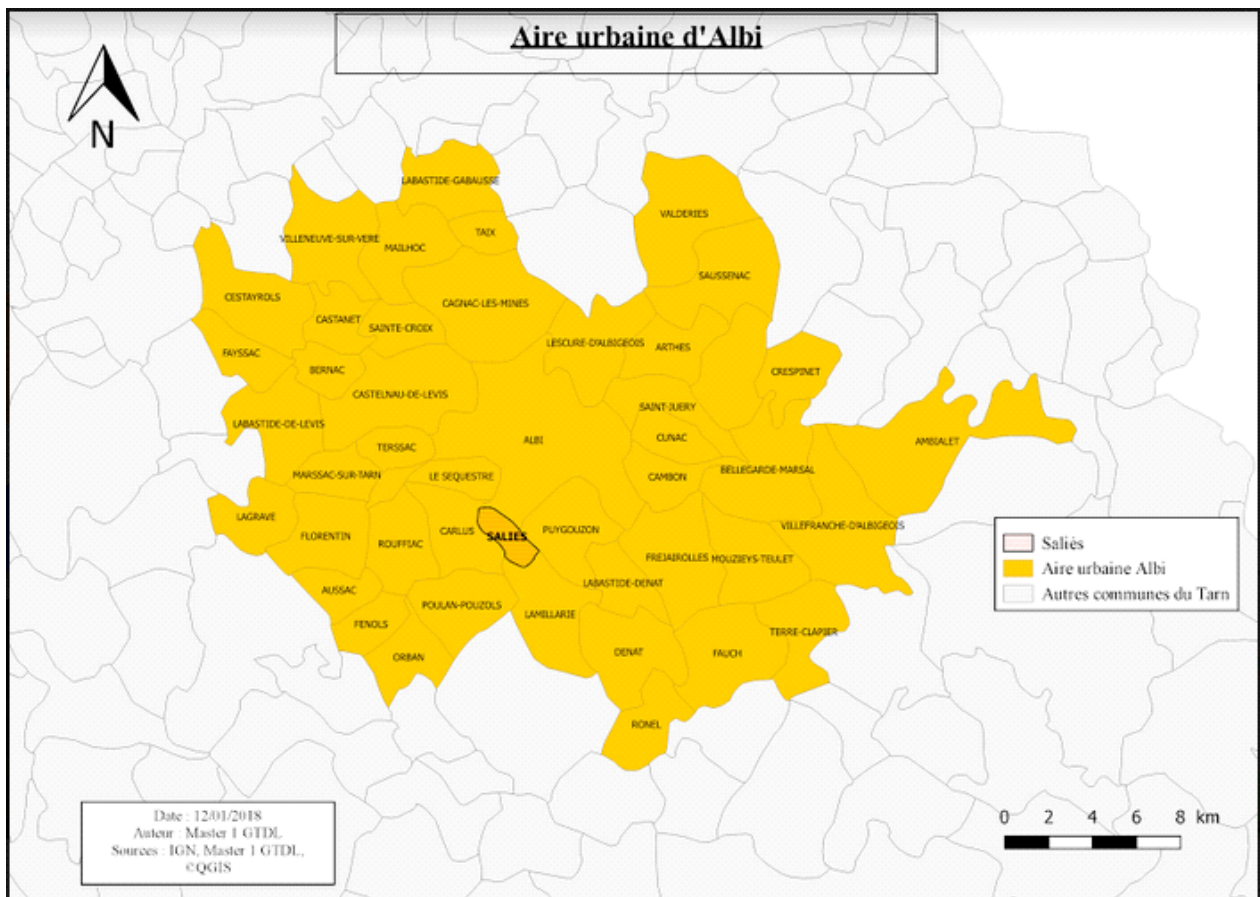 Aire urbaine d'Albi
N
LABASTIDE-GABAUSSE
VALDERIES
TAIX
VILLENEUVE-SUR-VERE
MAILHOC
SAUSSENAC
CESTAYROLS
CAGNAC-LES-MINES
CASTANET
SAINTE-CROIX
LESCURE-D'ALBIGEOIS
ARTHES
FAYSSAC
BERNAC
CRESPINET
CASTELNAU-DE-LEVIS
SAINT-JUERY
LABASTIDE-DE-LEVIS
ALBI
CUNAC
AMBIALET
TERSSAC
MARSSAC-SUR-TARN
LE SEQUESTRE
CAMBON
BELLEGARDE-MARSAL
LAGRAVE
FLORENTIN
ROUFFIAC
CARLUS
SALIES
PUYGOUZON
VILLEFRANCHE-D'ALBIGEOIS
FREJAIROLLES
MOUZIEYS-TEULET
LABASTIDE-DENAT
AUSSAC
POULAN-POUZOLS
LAMILLARIE
FENOLS
TERRE-CLAPIER
ORBAN
DENAT
FAUCH
RONEL
Saliès
Aire urbaine Albi
Autres communes du Tarn
Date : 12/01/2018
Auteur : Master 1 GTDL
Sources : IGN, Master 1 GTDL,
©QGIS
0 2 4 6 8 km